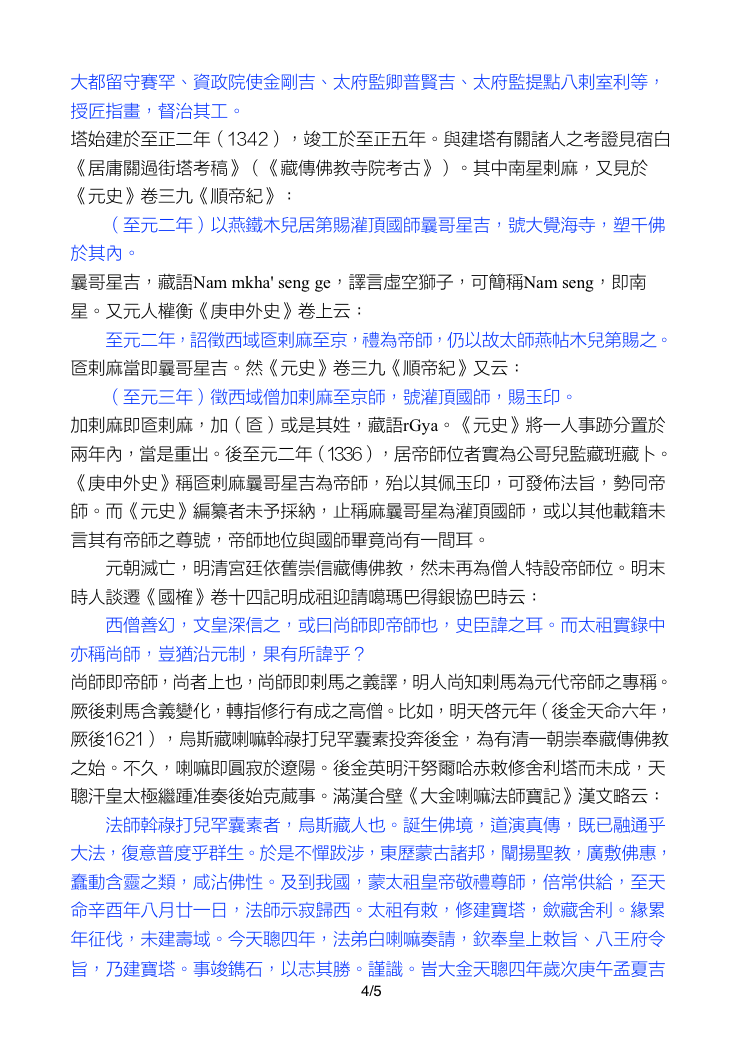 大都留守賽罕、資政院使金剛吉、太府監卿普賢吉、太府監提點八剌室利等，
授匠指畫，督治其工。
塔始建於至正二年（1342），竣工於至正五年。與建塔有關諸人之考證見宿白
《居庸關過街塔考稿》（《藏傳佛教寺院考古》）。其中南星剌麻，又見於
《元史》卷三九《順帝紀》：
（至元二年）以燕鐵木兒居第賜灌頂國師曩哥星吉，號大覺海寺，塑千佛
於其內。
曩哥星吉，藏語Nam mkha' seng ge，譯言虛空獅子，可簡稱Nam seng，即南
星。又元人權衡《庚申外史》卷上云：
至元二年，詔徵西域㔶剌麻至京，禮為帝師，仍以故太師燕帖木兒第賜之。
㔶剌麻當即曩哥星吉。然《元史》卷三九《順帝紀》又云：
（至元三年）徵西域僧加剌麻至京師，號灌頂國師，賜玉印。
加剌麻即㔶剌麻，加（㔶）或是其姓，藏語rGya。《元史》將一人事跡分置於
兩年內，當是重出。後至元二年（1336），居帝師位者實為公哥兒監藏班藏卜。
《庚申外史》稱㔶剌麻曩哥星吉為帝師，殆以其佩玉印，可發佈法旨，勢同帝
師。而《元史》編纂者未予採納，止稱麻曩哥星為灌頂國師，或以其他載籍未
言其有帝師之尊號，帝師地位與國師畢竟尚有一間耳。
元朝滅亡，明清宮廷依舊崇信藏傳佛教，然未再為僧人特設帝師位。明末
時人談遷《國榷》卷十四記明成祖迎請噶瑪巴得銀協巴時云：
西僧善幻，文皇深信之，或曰尚師即帝師也，史臣諱之耳。而太祖實錄中
亦稱尚師，豈猶沿元制，果有所諱乎？
尚師即帝師，尚者上也，尚師即剌馬之義譯，明人尚知剌馬為元代帝師之專稱。
厥後剌馬含義變化，轉指修行有成之高僧。比如，明天啓元年（後金天命六年，
厥後1621），烏斯藏喇嘛斡祿打兒罕囊素投奔後金，為有清一朝崇奉藏傳佛教
之始。不久，喇嘛即圓寂於遼陽。後金英明汗努爾哈赤敕修舍利塔而未成，天
聰汗皇太極繼踵准奏後始克蕆事。滿漢合璧《大金喇嘛法師寶記》漢文略云：
法師斡祿打兒罕囊素者，烏斯藏人也。誕生佛境，道演真傳，既已融通乎
大法，復意普度乎群生。於是不憚跋涉，東歷蒙古諸邦，闡揚聖教，廣敷佛惠，
蠢動含靈之類，咸沾佛性。及到我國，蒙太祖皇帝敬禮尊師，倍常供給，至天
命辛酉年八月廿一日，法師示寂歸西。太祖有敕，修建寶塔，斂藏舍利。緣累
年征伐，未建壽域。今天聰四年，法弟白喇嘛奏請，欽奉皇上敕旨、八王府令
旨，乃建寶塔。事竣鐫石，以志其勝。謹識。旹大金天聰四年歲次庚午孟夏吉
4/5